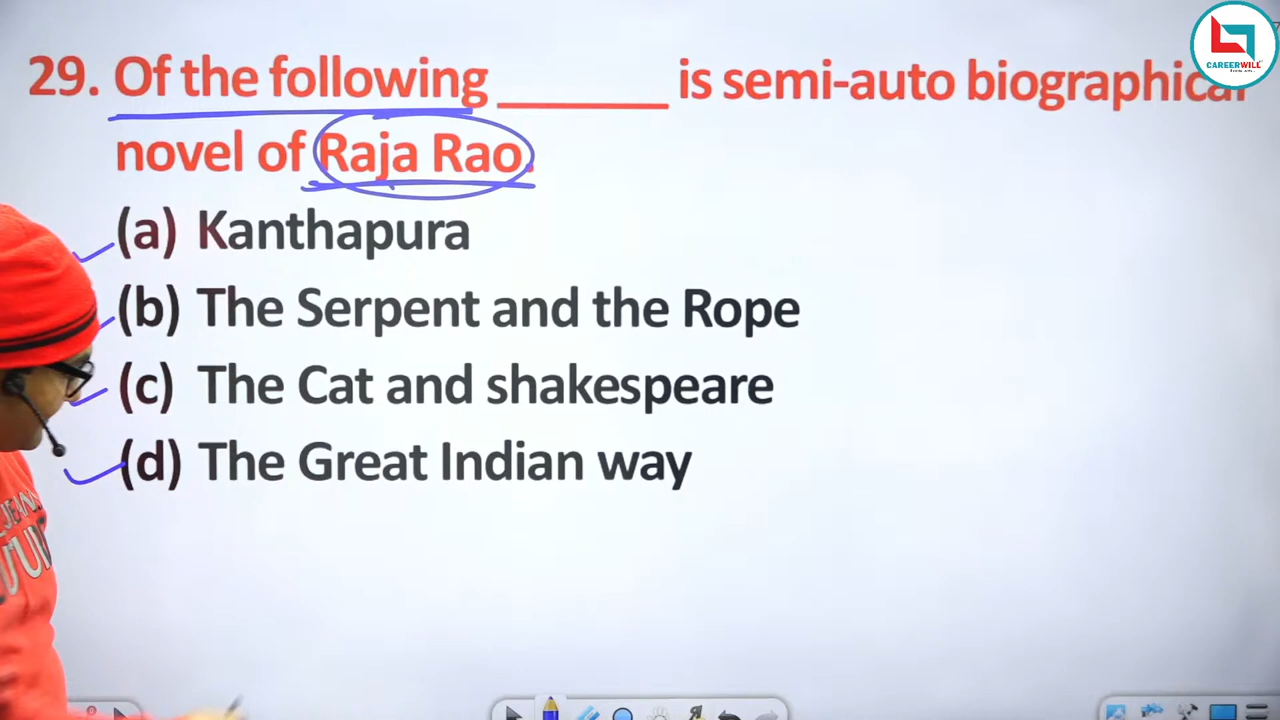 CAREERWILL
29. Of the following ______ is semi-auto biographical
novel of Raja Rao.
(a) Kanthapura
(b) The Serpent and the Rope
(c) The Cat and shakespeare
(d) The Great Indian way